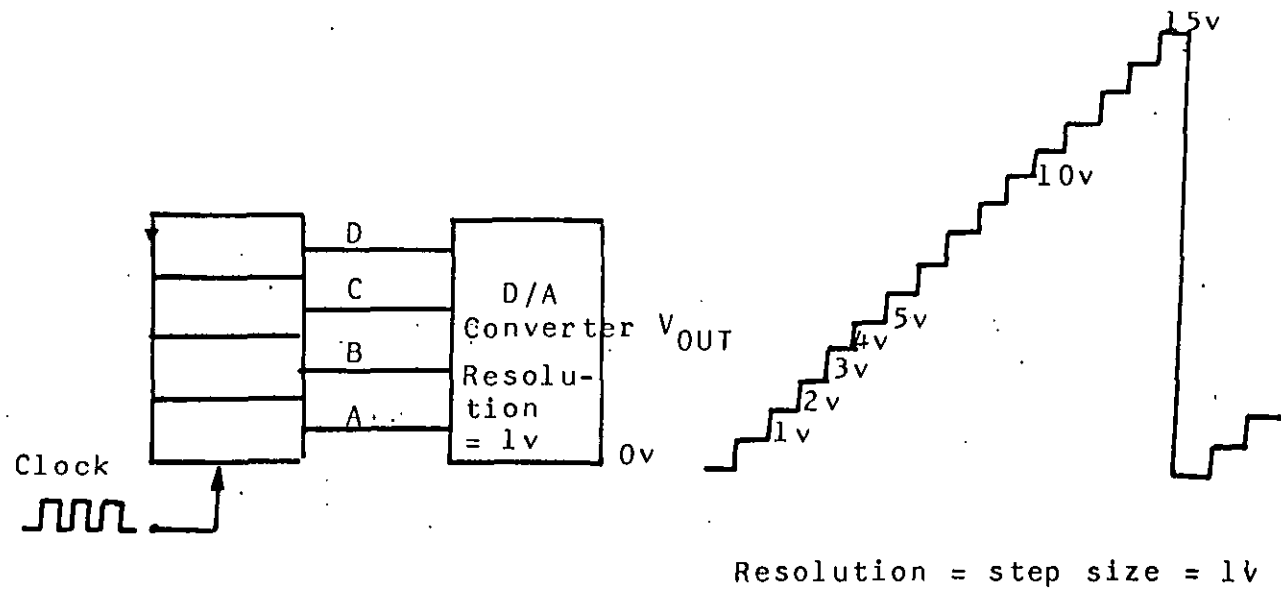 15v
10v
5v
4v
3v
2v
1v
0v
D
C
B
A
D/A
Converter
Resolu-
tion
= 1v
VOUT
Clock
Resolution = step size = 1V